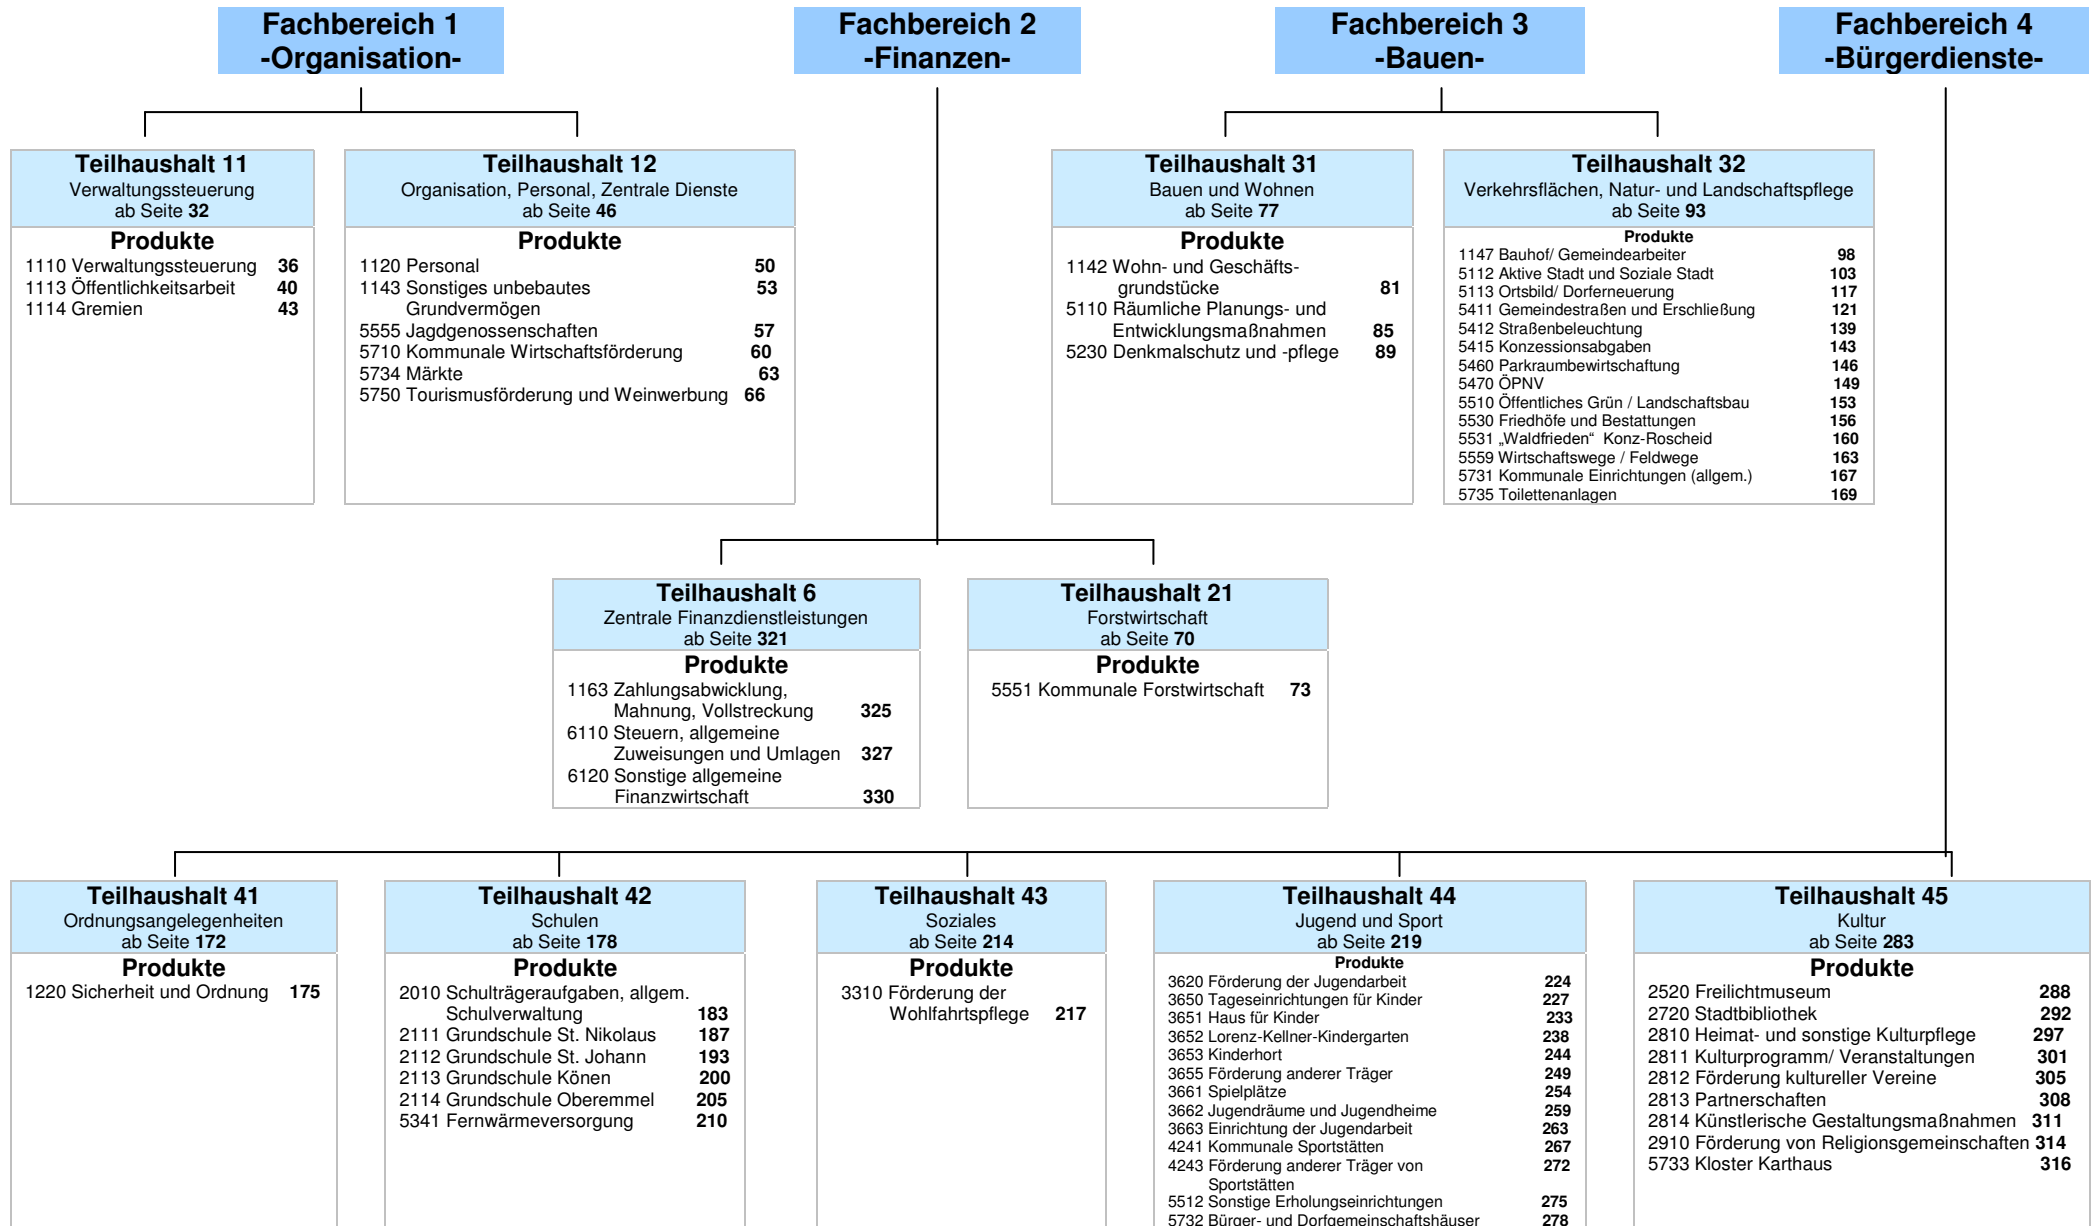 Fachbereich 1
-Organisation-
Fachbereich 2
-Finanzen-
Fachbereich 3
-Bauen-
Fachbereich 4
-Bürgerdienste-
Teilhaushalt 11
Verwaltungssteuerung
ab Seite 32
Produkte
1110 Verwaltungssteuerung 36
1113 Öffentlichkeitsarbeit 40
1114 Gremien 43
Teilhaushalt 12
Organisation, Personal, Zentrale Dienste
ab Seite 46
Produkte
1120 Personal 50
1143 Sonstiges unbebautes 53
Grundvermögen
5555 Jagdgenossenschaften 57
5710 Kommunale Wirtschaftsförderung 60
5734 Märkte 63
5750 Tourismusförderung und Weinwerbung 66
Teilhaushalt 31
Bauen und Wohnen
ab Seite 77
Produkte
1142 Wohn- und Geschäfts-
grundstücke 81
5110 Räumliche Planungs- und
Entwicklungsmaßnahmen 85
5230 Denkmalschutz und -pflege 89
Teilhaushalt 32
Verkehrsflächen, Natur- und Landschaftspflege
ab Seite 93
Produkte
1147 Bauhof/ Gemeindearbeiter 98
5112 Aktive Stadt und Soziale Stadt 103
5113 Ortsbild/ Dorferneuerung 117
5411 Gemeindestraßen und Erschließung 121
5412 Straßenbeleuchtung 139
5415 Konzessionsabgaben 143
5460 Parkraumbewirtschaftung 146
5470 ÖPNV 149
5510 Öffentliches Grün / Landschaftsbau 153
5530 Friedhöfe und Bestattungen 156
5531 „Waldfrieden“ Konz-Roscheid 160
5559 Wirtschaftswege / Feldwege 163
5731 Kommunale Einrichtungen (allgem.) 167
5735 Toilettenanlagen 169
Teilhaushalt 6
Zentrale Finanzdienstleistungen
ab Seite 321
Produkte
1163 Zahlungsabwicklung,
Mahnung, Vollstreckung 325
6110 Steuern, allgemeine
Zuweisungen und Umlagen 327
6120 Sonstige allgemeine
Finanzwirtschaft 330
Teilhaushalt 21
Forstwirtschaft
ab Seite 70
Produkte
5551 Kommunale Forstwirtschaft 73
Teilhaushalt 41
Ordnungsangelegenheiten
ab Seite 172
Produkte
1220 Sicherheit und Ordnung 175
Teilhaushalt 42
Schulen
ab Seite 178
Produkte
2010 Schulträgeraufgaben, allgem.
Schulverwaltung 183
2111 Grundschule St. Nikolaus 187
2112 Grundschule St. Johann 193
2113 Grundschule Könen 200
2114 Grundschule Oberemmel 205
5341 Fernwärmeversorgung 210
Teilhaushalt 43
Soziales
ab Seite 214
Produkte
3310 Förderung der
Wohlfahrtspflege 217
Teilhaushalt 44
Jugend und Sport
ab Seite 219
Produkte
3620 Förderung der Jugendarbeit 224
3650 Tageseinrichtungen für Kinder 227
3651 Haus für Kinder 233
3652 Lorenz-Kellner-Kindergarten 238
3653 Kinderhort 244
3655 Förderung anderer Träger 249
3661 Spielplätze 254
3662 Jugendräume und Jugendheime 259
3663 Einrichtung der Jugendarbeit 263
4241 Kommunale Sportstätten 267
4243 Förderung anderer Träger von 272
Sportstätten
5512 Sonstige Erholungseinrichtungen 275
5732 Bürger- und Dorfgemeinschaftshäuser 278
Teilhaushalt 45
Kultur
ab Seite 283
Produkte
2520 Freilichtmuseum 288
2720 Stadtbibliothek 292
2810 Heimat- und sonstige Kulturpflege 297
2811 Kulturprogramm/ Veranstaltungen 301
2812 Förderung kultureller Vereine 305
2813 Partnerschaften 308
2814 Künstlerische Gestaltungsmaßnahmen 311
2910 Förderung von Religionsgemeinschaften 314
5733 Kloster Karthaus 316